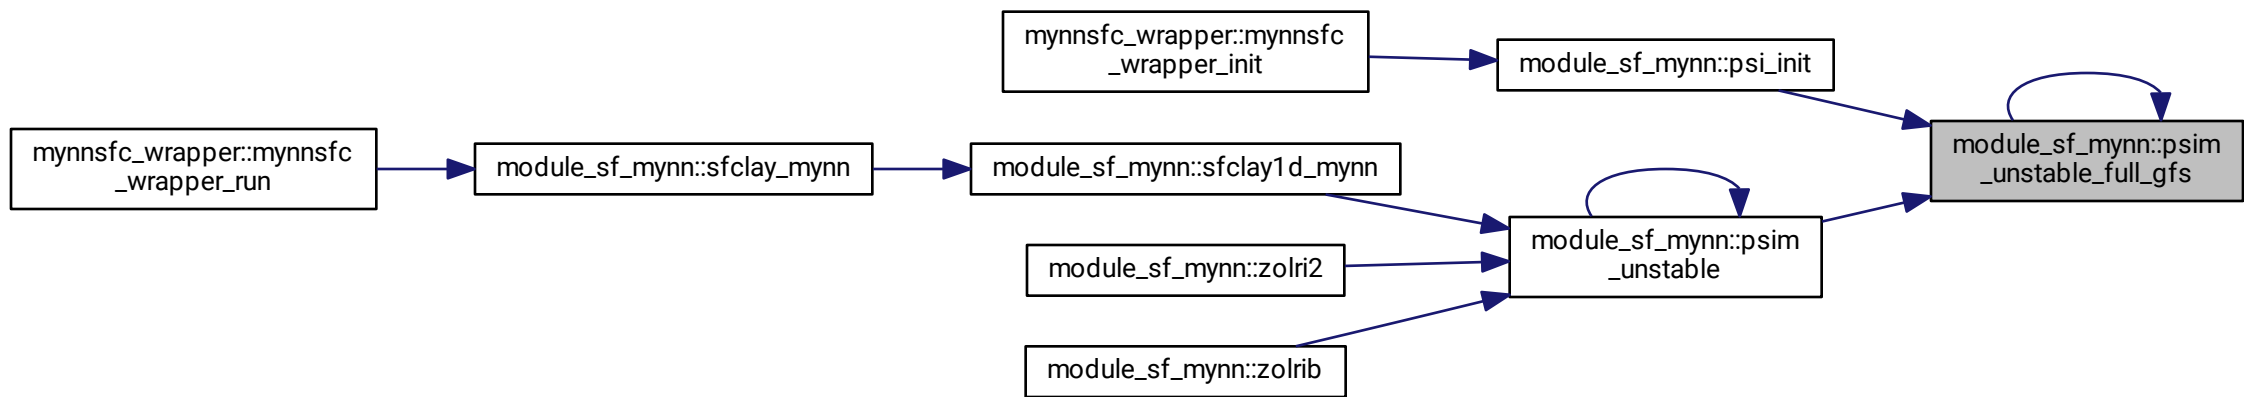 mynnsfc_wrapper::mynnsfc
_wrapper_init
module_sf_mynn::psi_init
module_sf_mynn::psim
_unstable_full_gfs
mynnsfc_wrapper::mynnsfc
_wrapper_run
module_sf_mynn::sfclay_mynn
module_sf_mynn::sfclay1d_mynn
module_sf_mynn::psim
_unstable
module_sf_mynn::zolri2
module_sf_mynn::zolrib